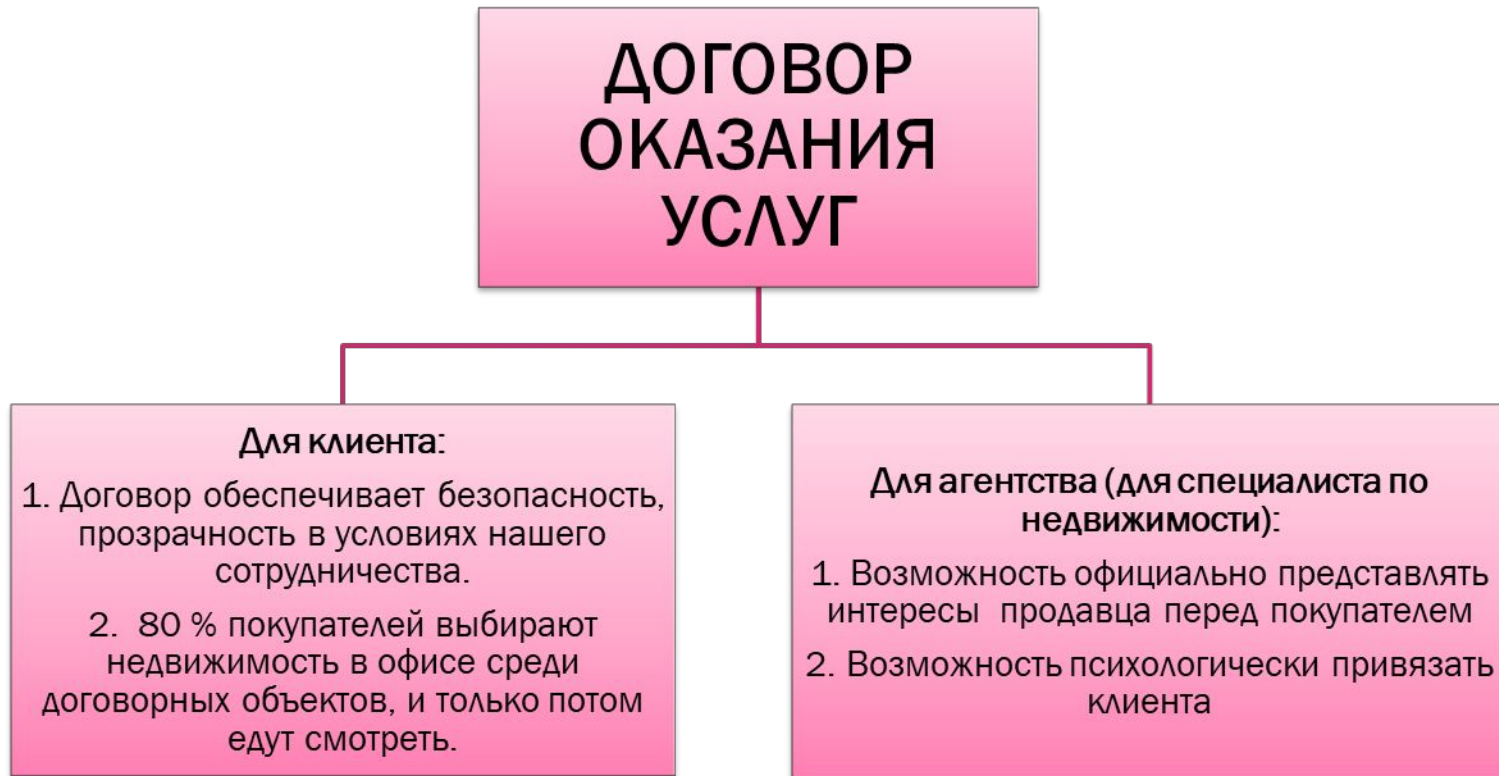 ДОГОВОР
ОКАЗАНИЯ
УСЛУГ
Для клиента:
1. Договор обеспечивает безопасность,
прозрачность в условиях нашего
сотрудничества.
2. 80 % покупателей выбирают
недвижимость в офисе среди
договорных объектов, и только потом
едут смотреть.
Для агентства (для специалиста по
недвижимости):
1. Возможность официально представлять
интересы продавца перед покупателем
2. Возможность психологически привязать
клиента